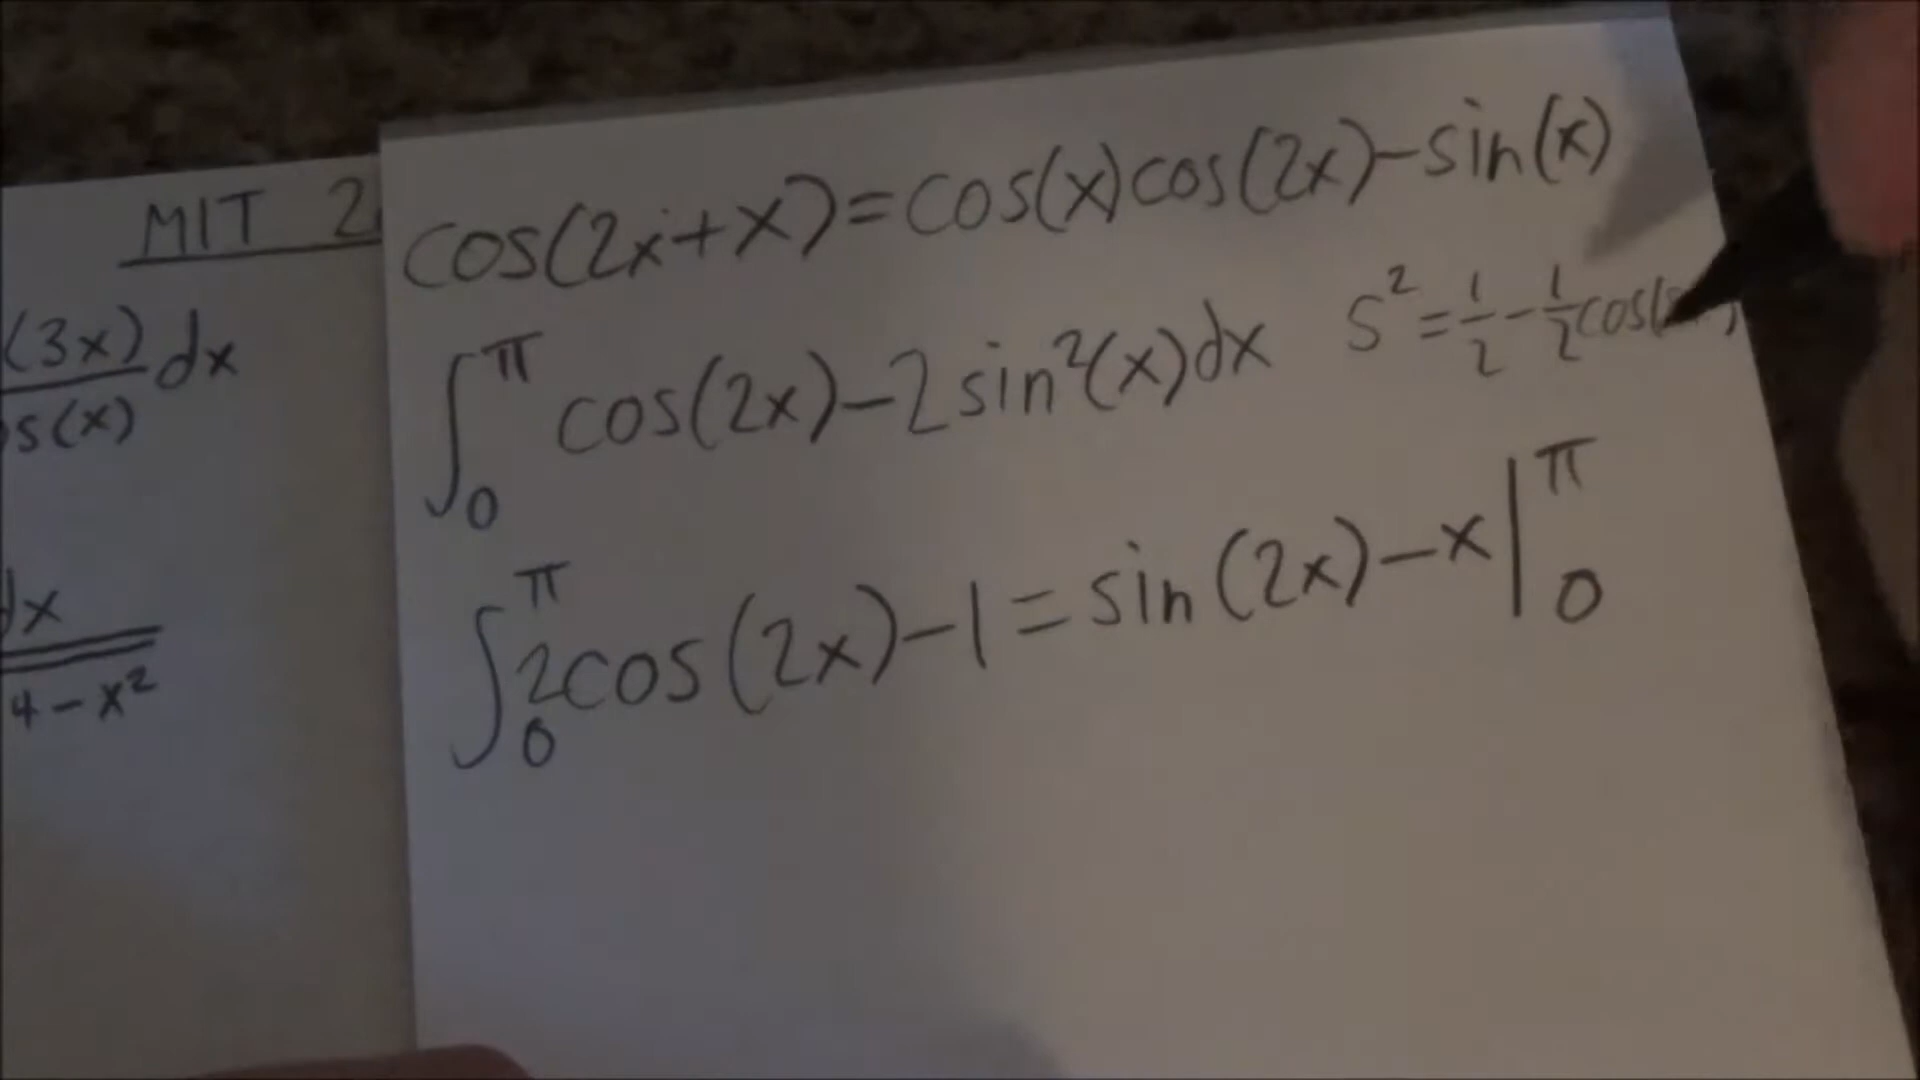 MIT 2
(3x)
dx
os(x)
dx
4-x²
cos(2x+x)=cos(x)cos(2x)-sin(x)
∫₀^π cos(2x)-2sin²(x)dx s²=1/2-1/2cos(
∫₀^π 2cos(2x)-1=sin(2x)-x|₀^π